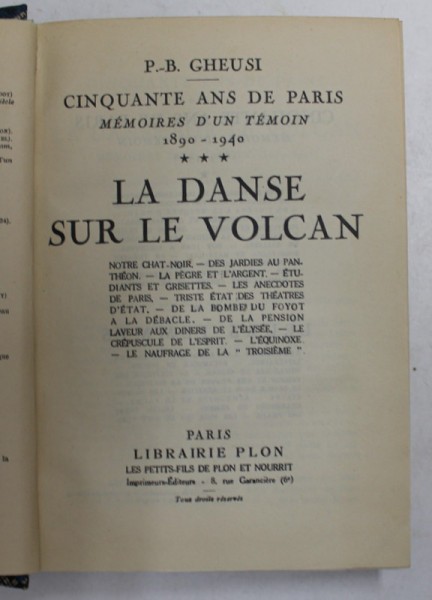 P.-B. GHEUSI
CINQUANTE ANS DE PARIS
MÉMOIRES D'UN TÉMOIN
1890 - 1940
★ ★ ★
LA DANSE
SUR LE VOLCAN
NOTRE CHAT-NOIR. — DES JARDIES AU PAN-
THÉON. — LA PÈGRE ET L'ARGENT. — ÉTU-
DIANTS ET GRISETTES. — LES ANECDOTES
DE PARIS. — TRISTE ÉTAT DES THÉATRES
D'ÉTAT. — DE LA BOMBE DU FOYOT
A LA DÉBACLE. — DE LA PENSION
LAVEUR AUX DINERS DE L'ÉLYSÉE. — LE
CRÉPUSCULE DE L'ESPRIT. — L'ÉQUINOXE.
— LE NAUFRAGE DE LA " TROISIÈME ".
PARIS
LIBRAIRIE PLON
LES PETITS-FILS DE PLON ET NOURRIT
Imprimeurs-Éditeurs - 8, rue Garancière (6e)
Tous droits réservés